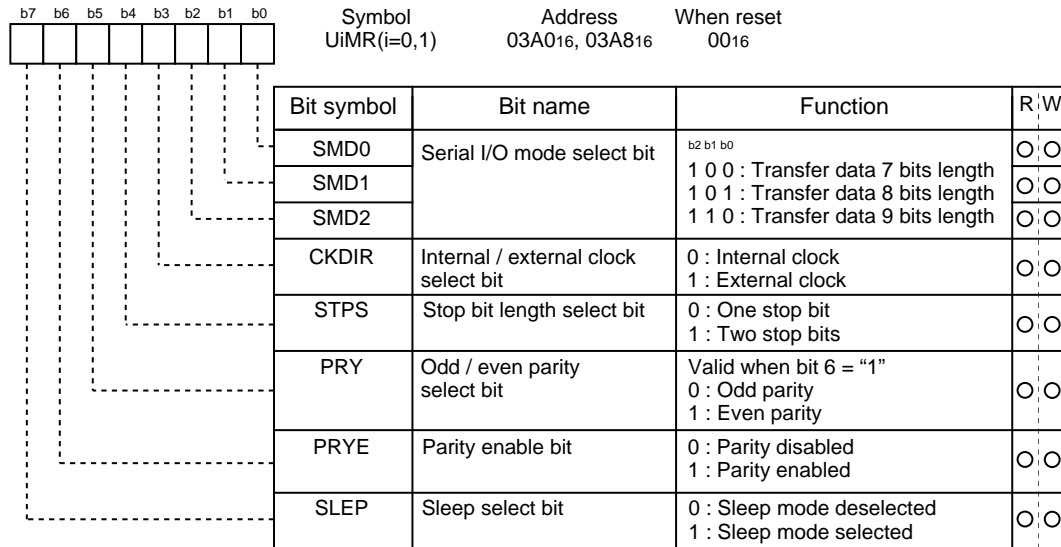 b7 b6 b5 b4 b3 b2 b1 b0
Symbol Address When reset
UiMR(i=0,1) 03A016, 03A816 0016
Bit symbol Bit name Function R W
SMD0 Serial I/O mode select bit b2 b1 b0
1 0 0 : Transfer data 7 bits length
SMD1 1 0 1 : Transfer data 8 bits length
SMD2 1 1 0 : Transfer data 9 bits length
CKDIR Internal / external clock 0 : Internal clock
select bit 1 : External clock
STPS Stop bit length select bit 0 : One stop bit
1 : Two stop bits
PRY Odd / even parity Valid when bit 6 = “1”
select bit 0 : Odd parity
1 : Even parity
PRYE Parity enable bit 0 : Parity disabled
1 : Parity enabled
SLEP Sleep select bit 0 : Sleep mode deselected
1 : Sleep mode selected